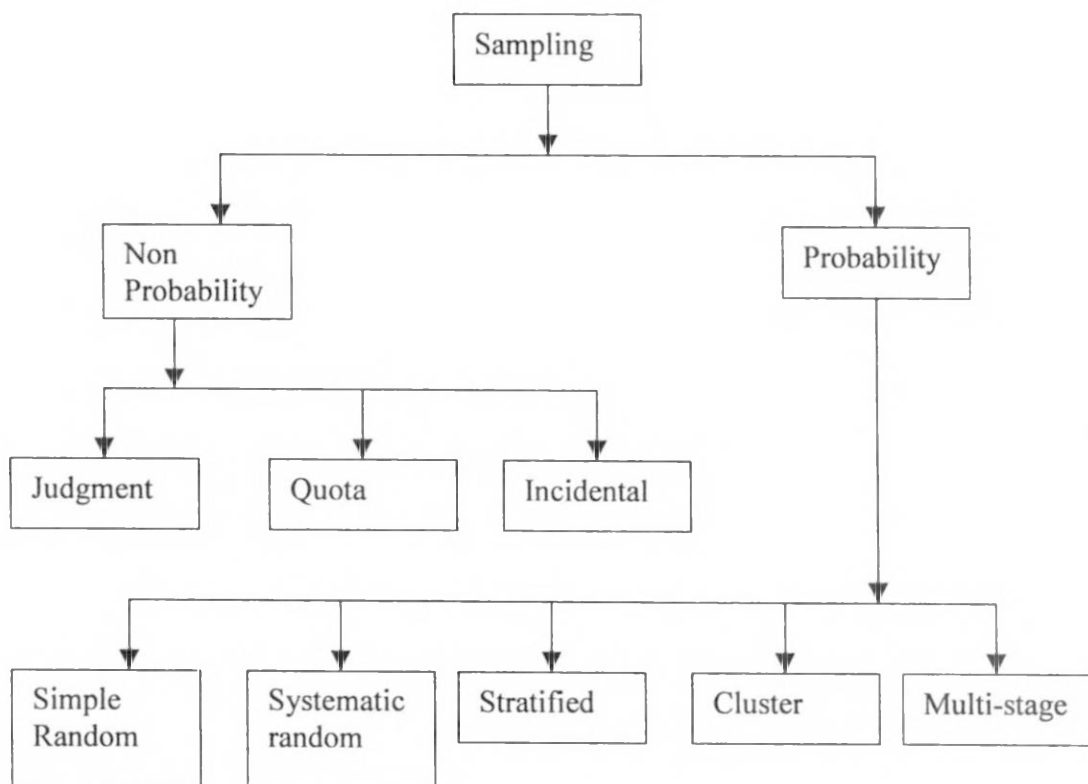 Sampling
Non
Probability
Probability
Judgment
Quota
Incidental
Simple
Random
Systematic
random
Stratified
Cluster
Multi-stage